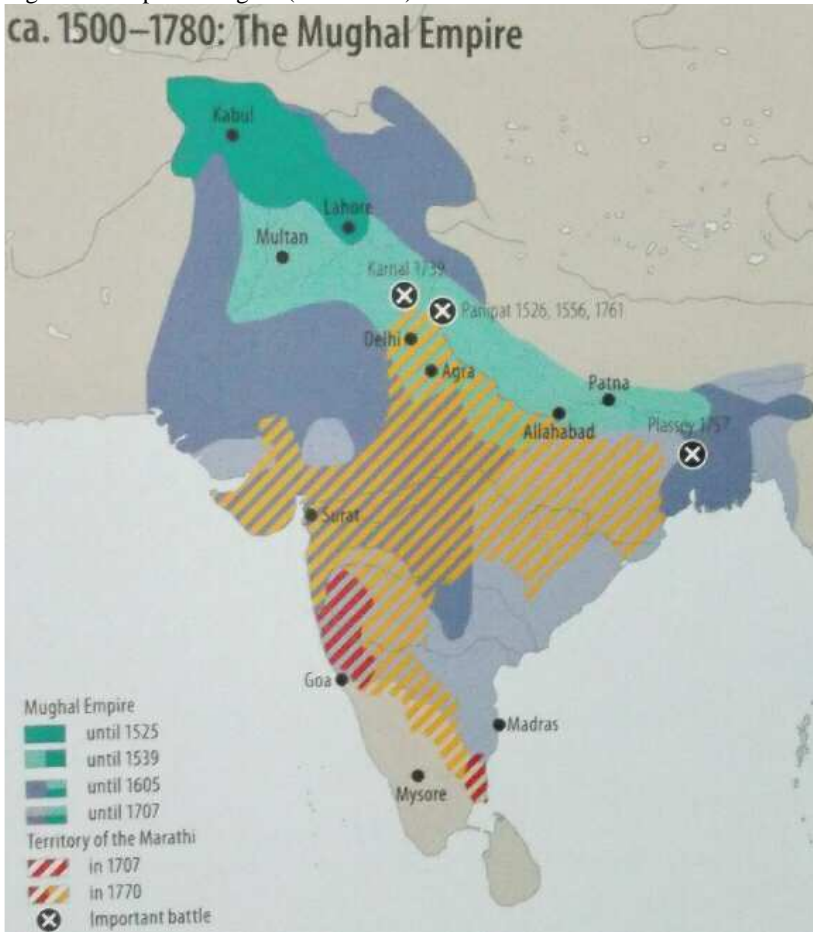 ca. 1500–1780: The Mughal Empire
Kabul
Lahore
Multan
Karnal 1739
Panipat 1526, 1556, 1761
Delhi
Agra
Patna
Allahabad
Plassey 1757
Surat
Goa
Madras
Mysore
Mughal Empire
until 1525
until 1539
until 1605
until 1707
Territory of the Marathi
in 1707
in 1770
Important battle